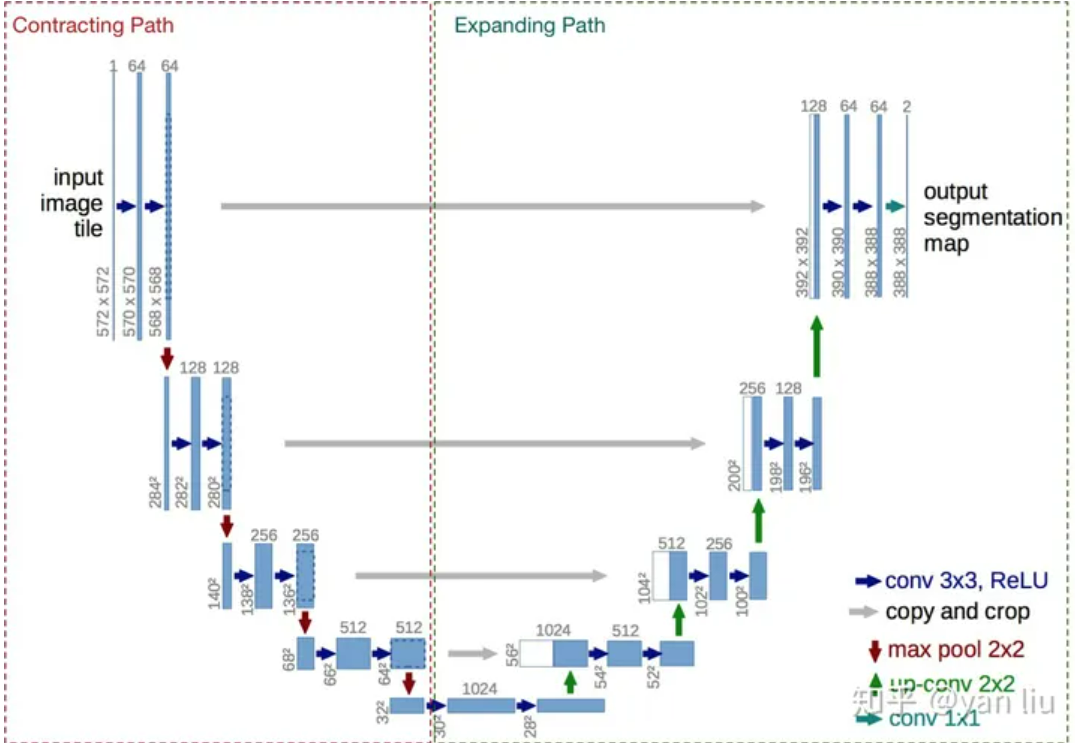 Contracting Path
Expanding Path
1 64 64
128 64 64 2
input
image
tile
output
segmentation
map
572 x 572
570 x 570
568 x 568
392 x 392
390 x 390
388 x 388
388 x 388
128 128
256 128
284²
282²
280²
200²
198²
196²
256 256
512 256
140²
138²
136²
104²
102²
100²
512 512
1024 512
68²
66²
64²
56²
54²
52²
1024
32²
30²
28²
conv 3x3, ReLU
copy and crop
max pool 2x2
up-conv 2x2
conv 1x1
知乎 @yan liu